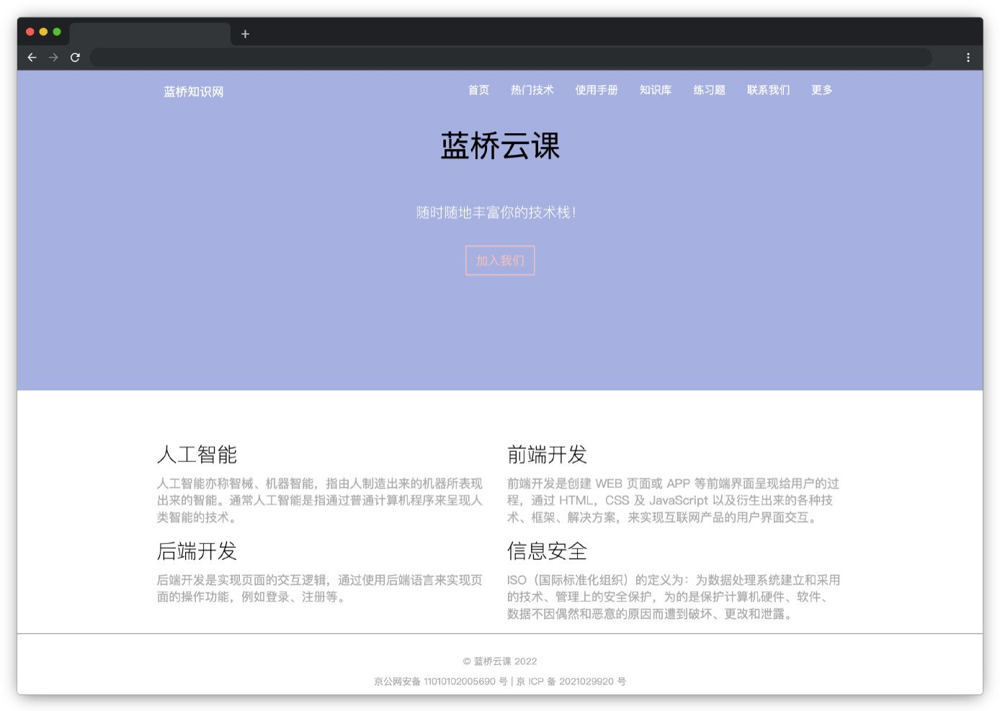 蓝桥知识网
首页 热门技术 使用手册 知识库 练习题 联系我们 更多
蓝桥云课
随时随地丰富你的技术栈！
加入我们
人工智能
人工智能亦称智械、机器智能，指由人制造出来的机器所表现
出来的智能。通常人工智能是指通过普通计算机程序来呈现人
类智能的技术。
前端开发
前端开发是创建 WEB 页面或 APP 等前端界面呈现给用户的过
程，通过 HTML，CSS 及 JavaScript 以及衍生出来的各种技
术、框架、解决方案，来实现互联网产品的用户界面交互。
后端开发
后端开发是实现页面的交互逻辑，通过使用后端语言来实现页
面的操作功能，例如登录、注册等。
信息安全
ISO（国际标准化组织）的定义为：为数据处理系统建立和采用
的技术、管理上的安全保护，为的是保护计算机硬件、软件、
数据不因偶然和恶意的原因而遭到破坏、更改和泄露。
© 蓝桥云课 2022
京公网安备 11010102005690 号 | 京 ICP 备 2021029920 号